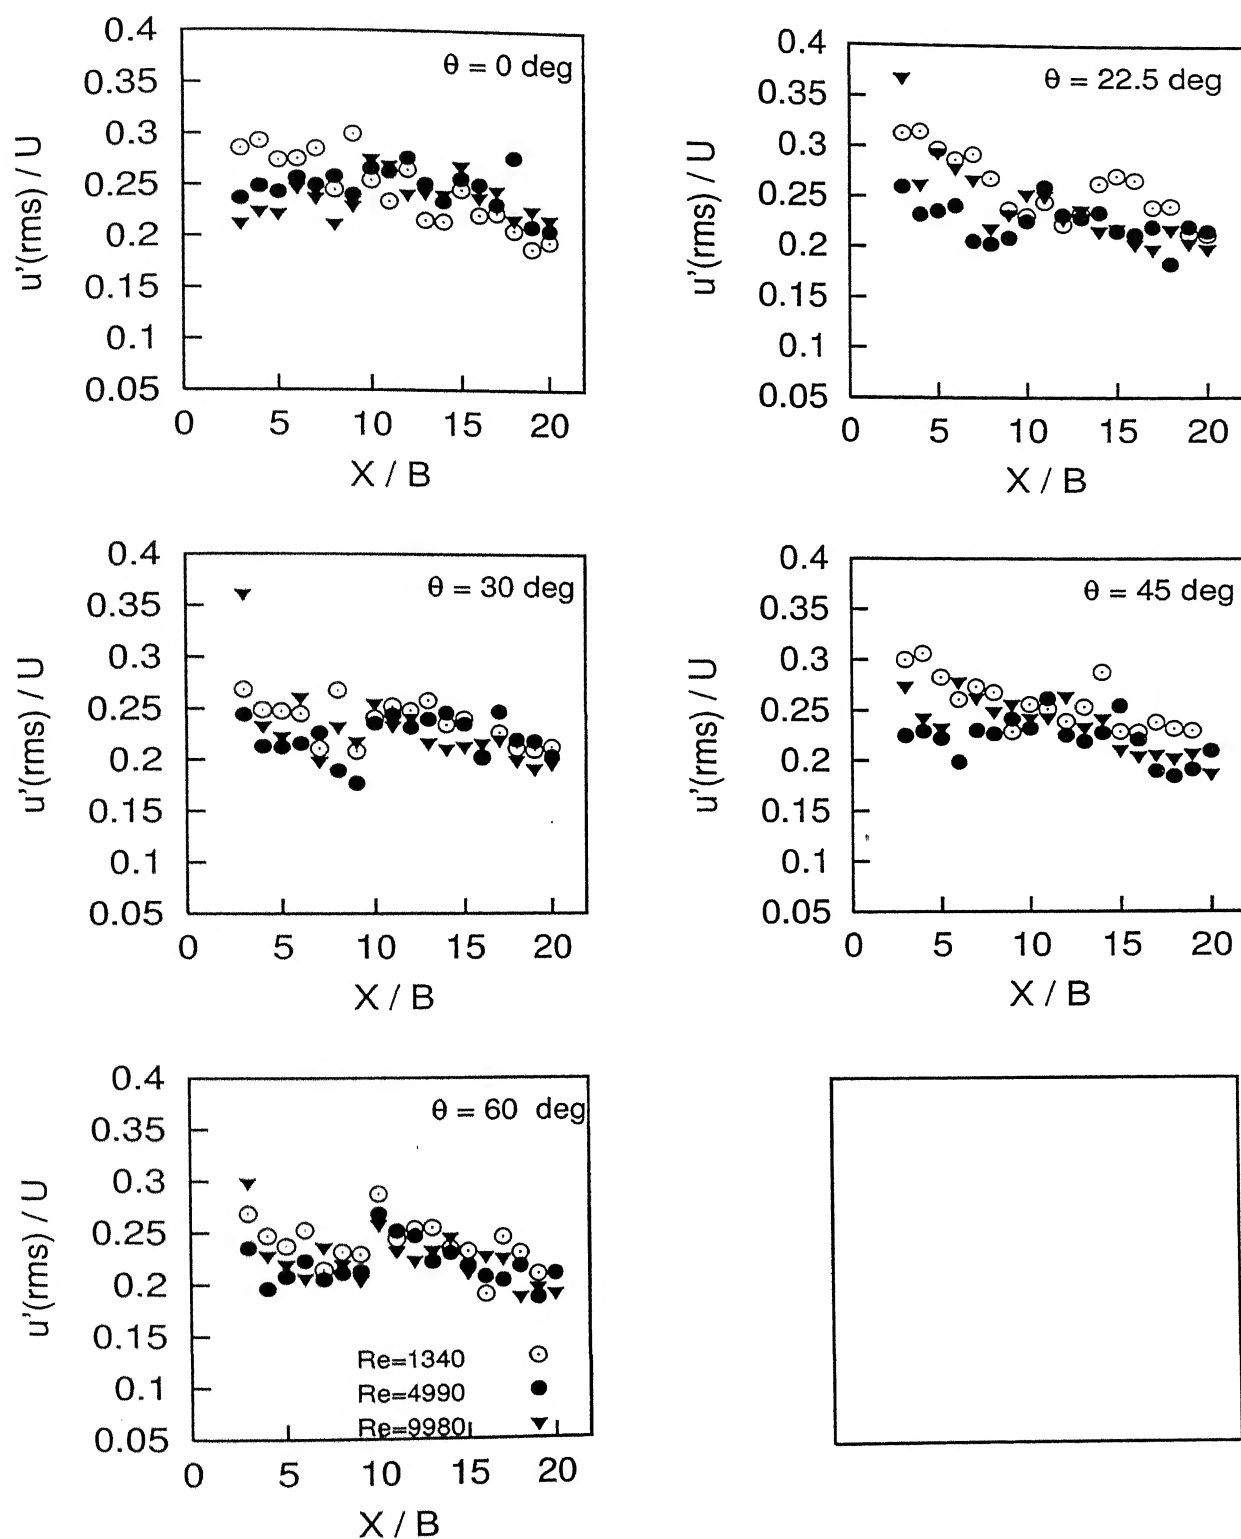 0.4
0.35
0.3
0.25
0.2
0.15
0.1
0.05
0 5 10 15 20
u'(rms) / U
X / B
θ = 0 deg
0.4
0.35
0.3
0.25
0.2
0.15
0.1
0.05
0 5 10 15 20
u'(rms) / U
X / B
θ = 22.5 deg
0.4
0.35
0.3
0.25
0.2
0.15
0.1
0.05
0 5 10 15 20
u'(rms) / U
X / B
θ = 30 deg
0.4
0.35
0.3
0.25
0.2
0.15
0.1
0.05
0 5 10 15 20
u'(rms) / U
X / B
θ = 45 deg
0.4
0.35
0.3
0.25
0.2
0.15
0.1
0.05
0 5 10 15 20
u'(rms) / U
X / B
θ = 60 deg
Re=1340
Re=4990
Re=9980